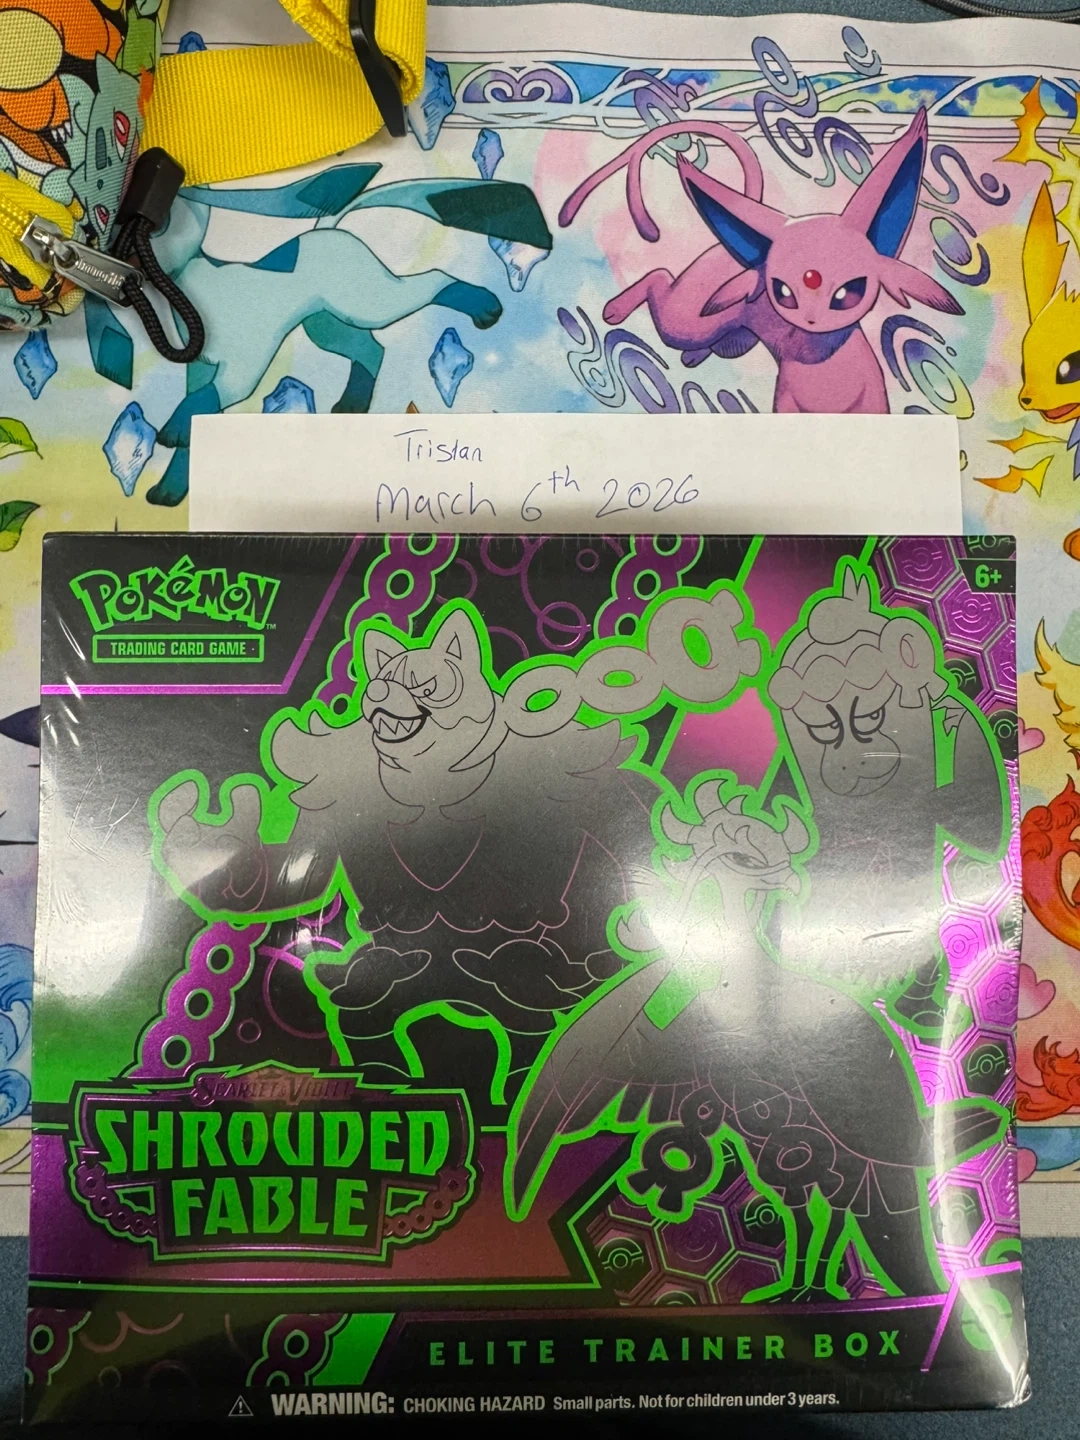 Tristan
March 6th 2026
POKéMON™
TRADING CARD GAME
6+
SCARLET & VIOLET
SHROUDED
FABLE
ELITE TRAINER BOX
WARNING: CHOKING HAZARD Small parts. Not for children under 3 years.